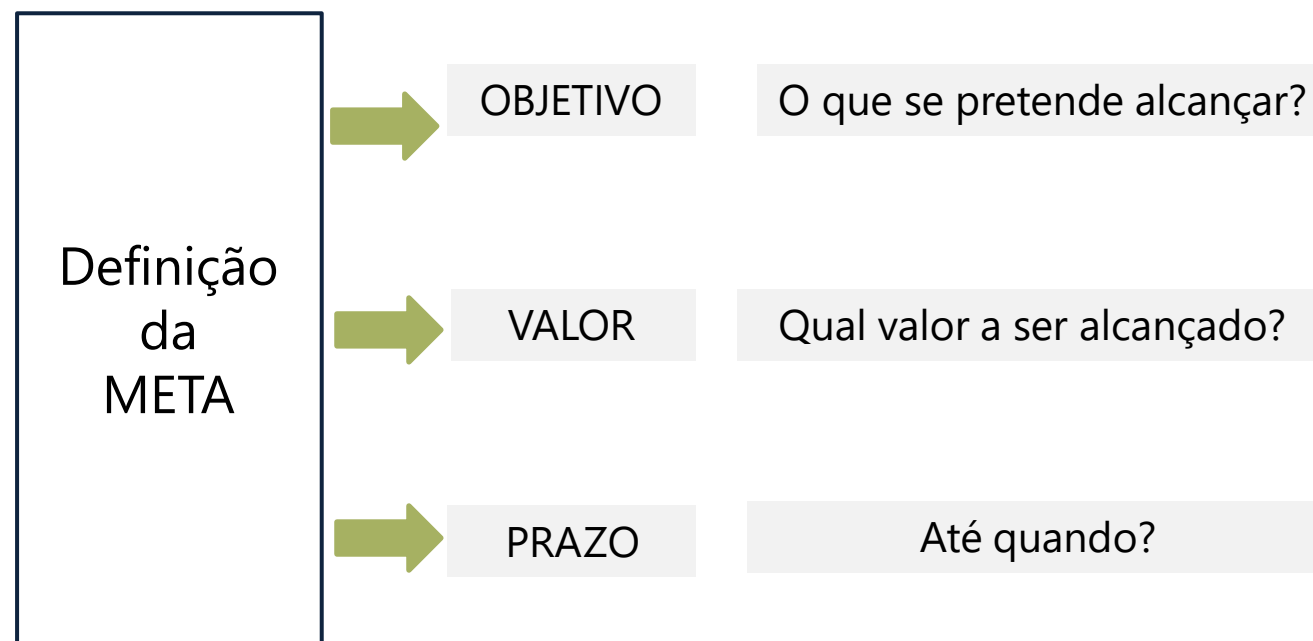 Definição
da
META
OBJETIVO
O que se pretende alcançar?
VALOR
Qual valor a ser alcançado?
PRAZO
Até quando?